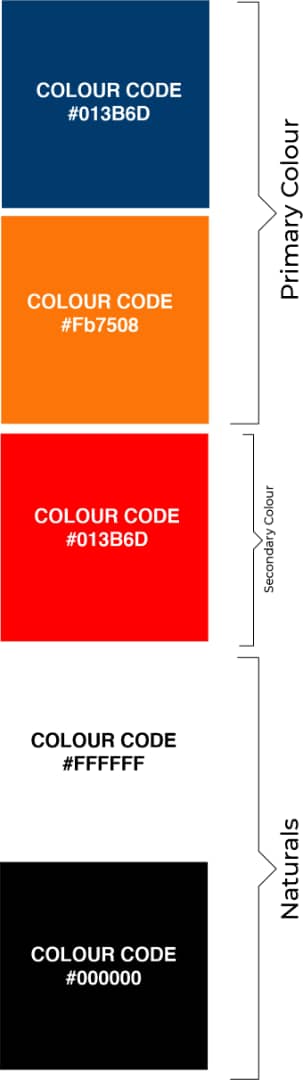 COLOUR CODE
#013B6D
Primary Colour
COLOUR CODE
#Fb7508
COLOUR CODE
#013B6D
Secondary Colour
COLOUR CODE
#FFFFFF
Naturals
COLOUR CODE
#000000